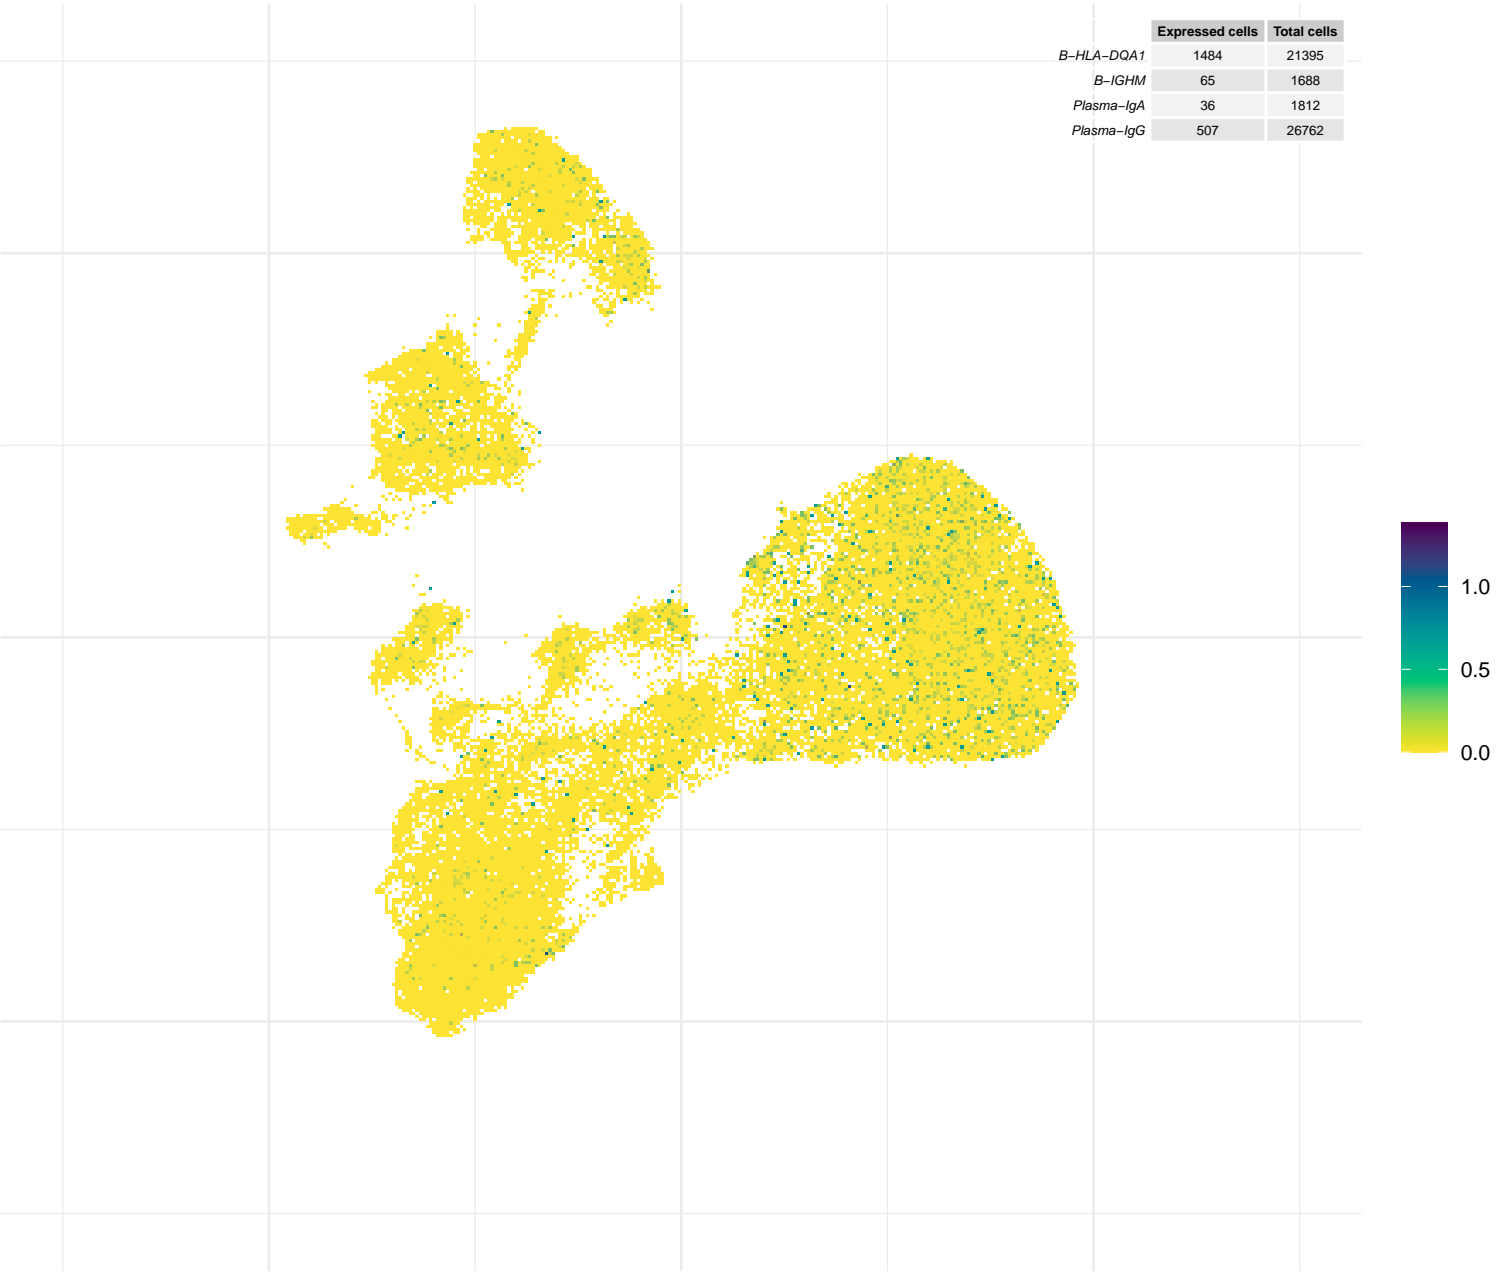 Expressed cells Total cells
B−HLA−DQA1 1484 21395
B−IGHM 65 1688
Plasma−IgA 36 1812
Plasma−IgG 507 26762
1.0
0.5
0.0